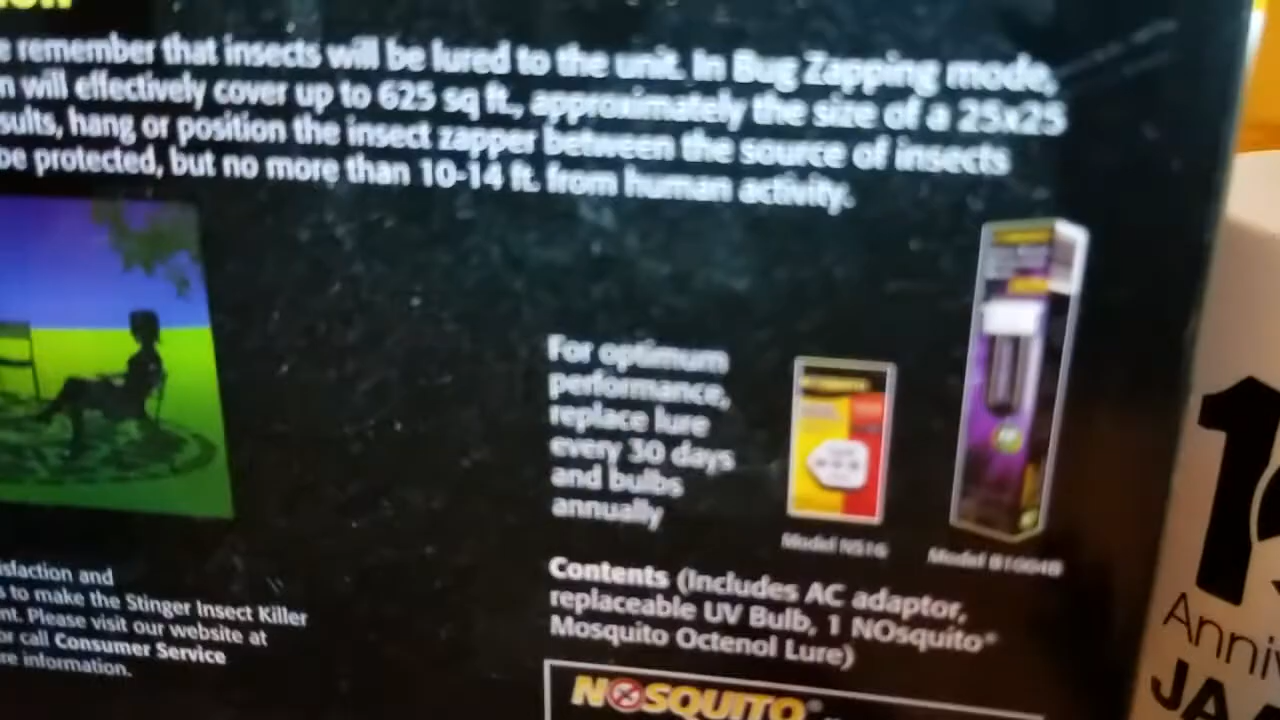 e remember that insects will be lured to the unit. In Bug Zapping mode,
n will effectively cover up to 625 sq ft., approximately the size of a 25x25
sults, hang or position the insect zapper between the source of insects
be protected, but no more than 10-14 ft. from human activity.
For optimum
performance,
replace lure
every 30 days
and bulbs
annually
Model NS16
Model B1004B
Contents (Includes AC adaptor,
replaceable UV Bulb, 1 NOsquito®
Mosquito Octenol Lure)
NOSQUITO®
isfaction and
s to make the Stinger Insect Killer
nt. Please visit our website at
or call Consumer Service
re information.
1
Anniv
JA